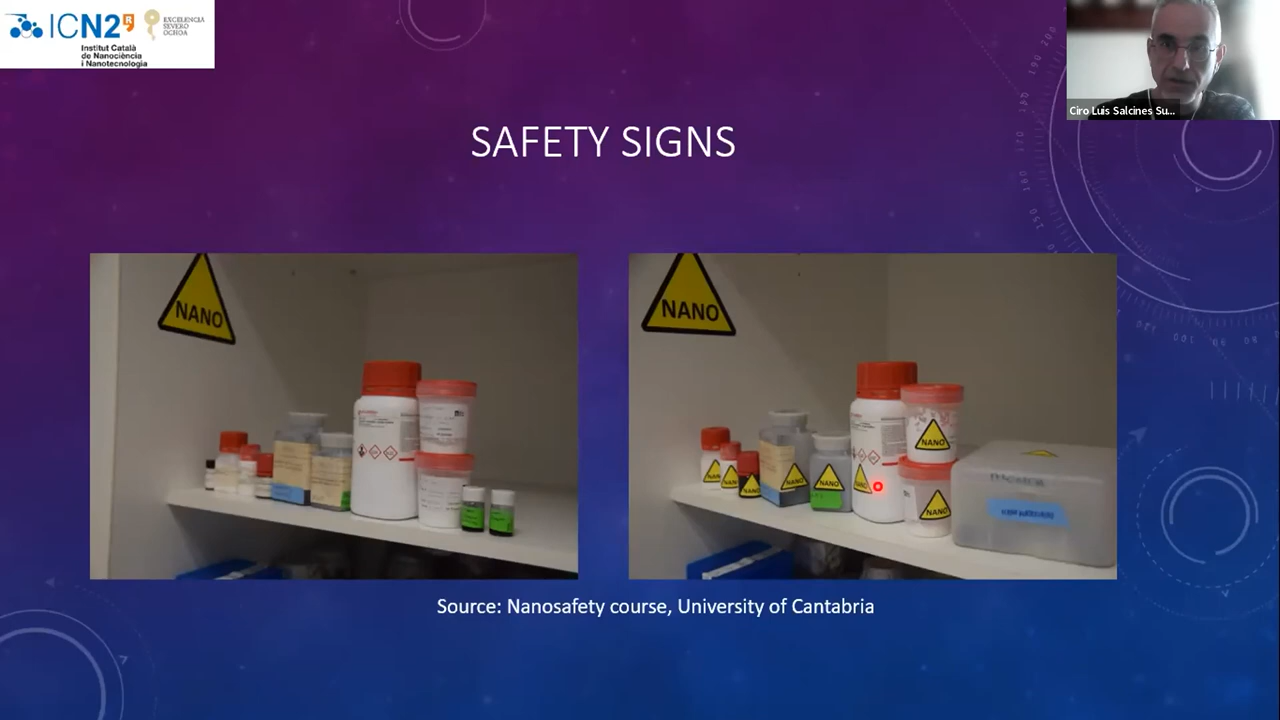 ICN2
EXCELENCIA
SEVERO
OCHOA
Institut Català
de Nanociència
i Nanotecnologia
Ciro Luis Salcines Su...
SAFETY SIGNS
NANO
NANO
NANO
NANO
NANO
NANO
NANO
NANO
NANO
NANO
Source: Nanosafety course, University of Cantabria